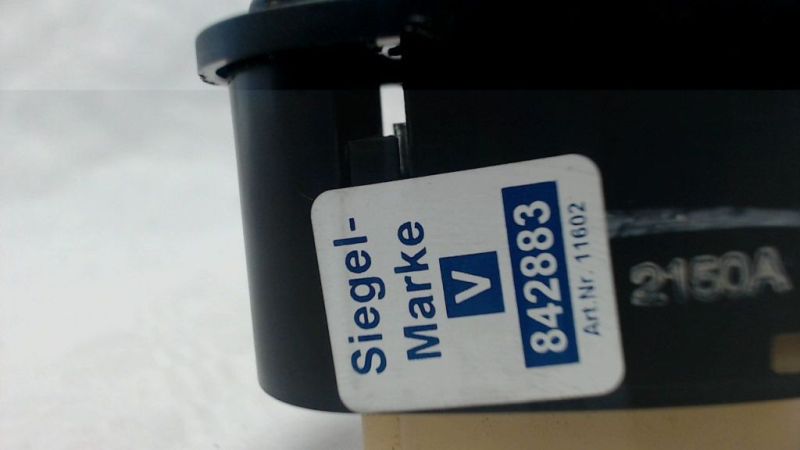 Siegel-
Marke
V
842883
Art.Nr. 11602
2150A